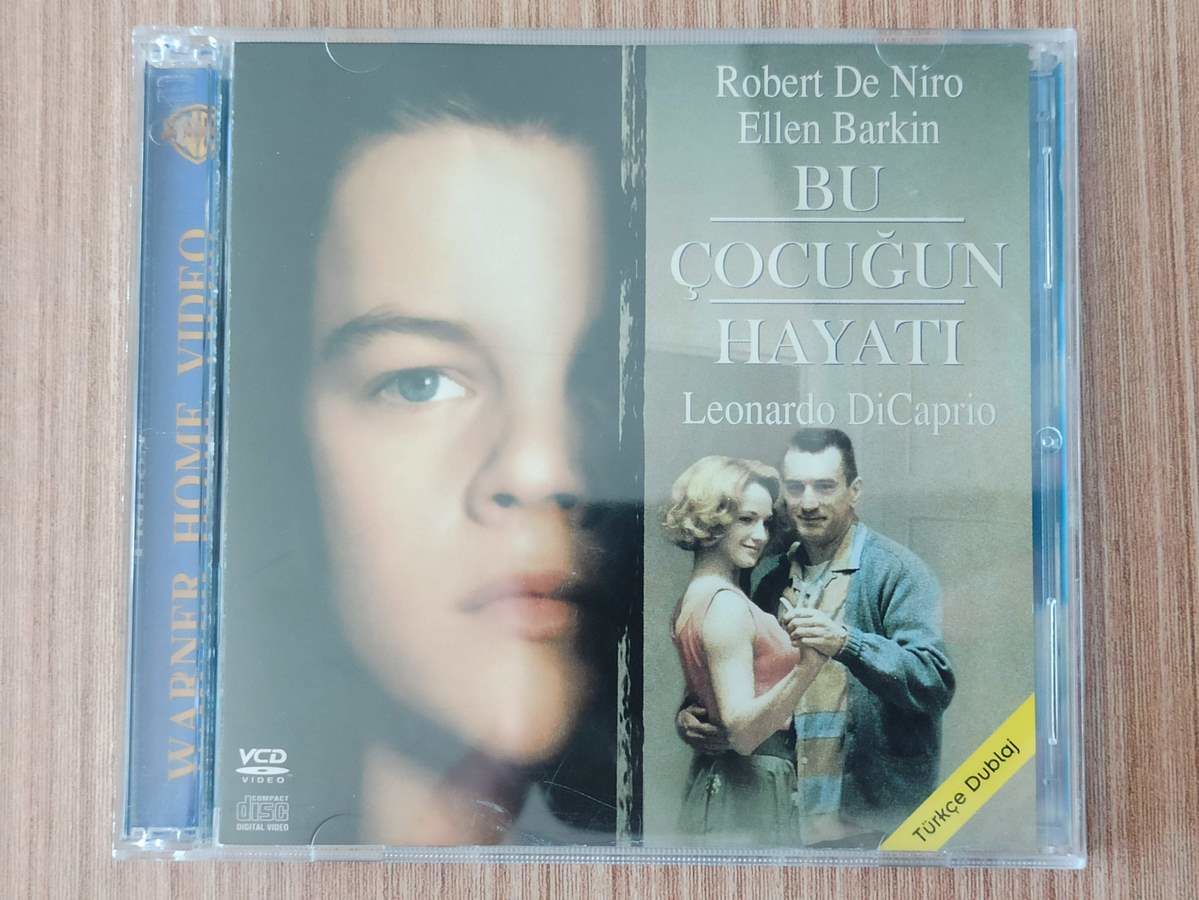 WARNER HOME VIDEO
Robert De Niro
Ellen Barkin
BU
ÇOCUĞUN
HAYATI
Leonardo DiCaprio
VCD
VIDEO
COMPACT
disc
DIGITAL VIDEO
Türkçe Dublaj